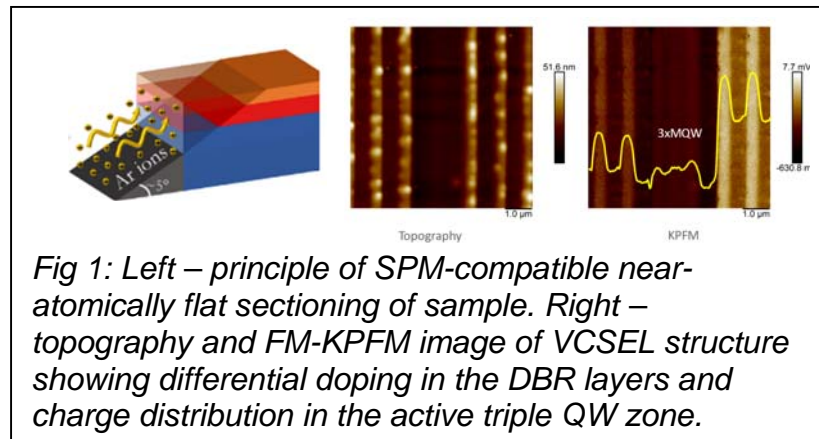 Ar ions
5°
51.6 nm
1.0 µm
Topography
7.7 mV
3xMQW
-630.8 m
1.0 µm
KPFM
Fig 1: Left – principle of SPM-compatible near-
atomically flat sectioning of sample. Right –
topography and FM-KPFM image of VCSEL structure
showing differential doping in the DBR layers and
charge distribution in the active triple QW zone.